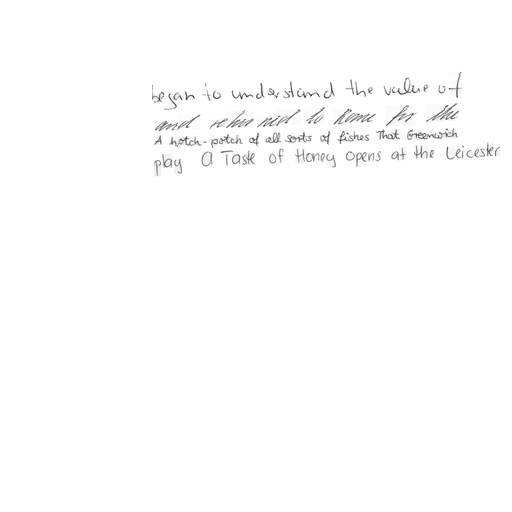 began to understand the value of
and returned to Rome for the
A hotch-potch of all sorts of fishes That Greenwich
play A Taste of Honey opens at the Leicester